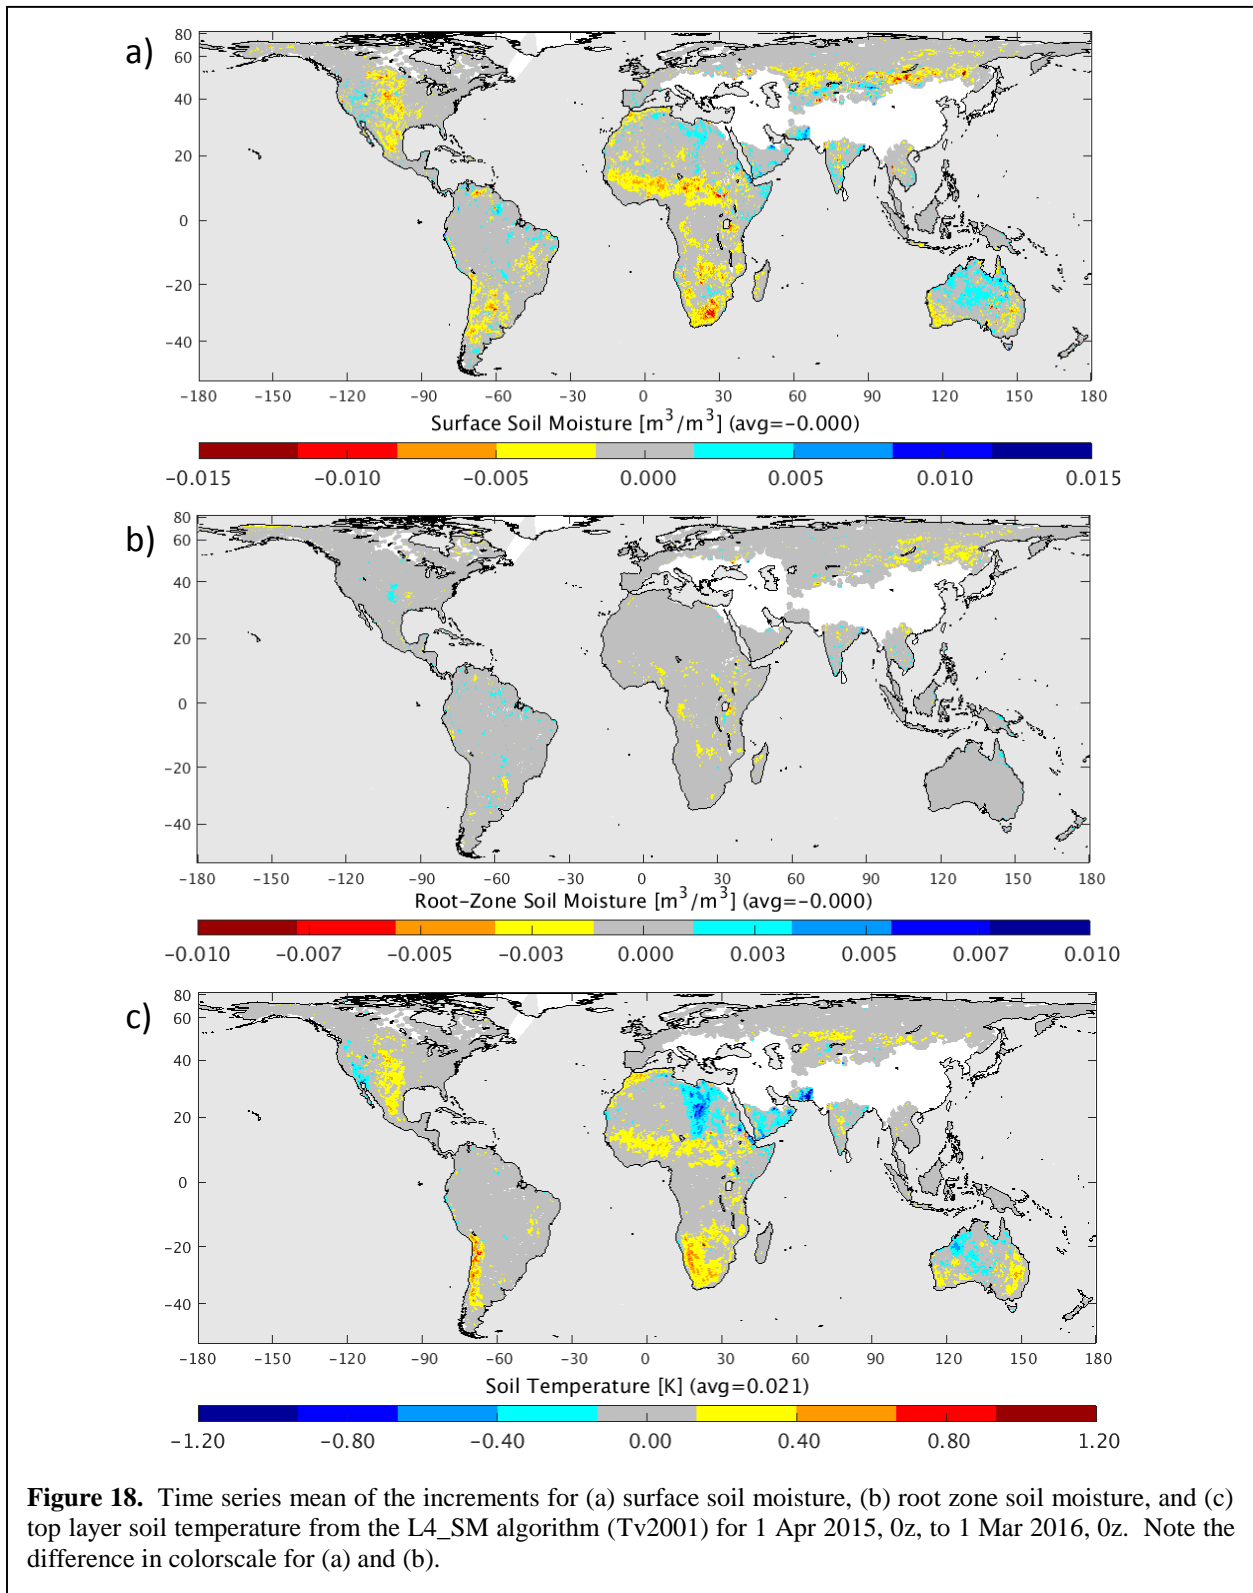 a)
80
60
40
20
0
−20
−40
−180 −150 −120 −90 −60 −30 0 30 60 90 120 150 180
Surface Soil Moisture [m³/m³] (avg=−0.000)
−0.015 −0.010 −0.005 0.000 0.005 0.010 0.015
b)
80
60
40
20
0
−20
−40
−180 −150 −120 −90 −60 −30 0 30 60 90 120 150 180
Root−Zone Soil Moisture [m³/m³] (avg=−0.000)
−0.010 −0.007 −0.005 −0.003 0.000 0.003 0.005 0.007 0.010
c)
80
60
40
20
0
−20
−40
−180 −150 −120 −90 −60 −30 0 30 60 90 120 150 180
Soil Temperature [K] (avg=0.021)
−1.20 −0.80 −0.40 0.00 0.40 0.80 1.20
Figure 18. Time series mean of the increments for (a) surface soil moisture, (b) root zone soil moisture, and (c)
top layer soil temperature from the L4_SM algorithm (Tv2001) for 1 Apr 2015, 0z, to 1 Mar 2016, 0z. Note the
difference in colorscale for (a) and (b).